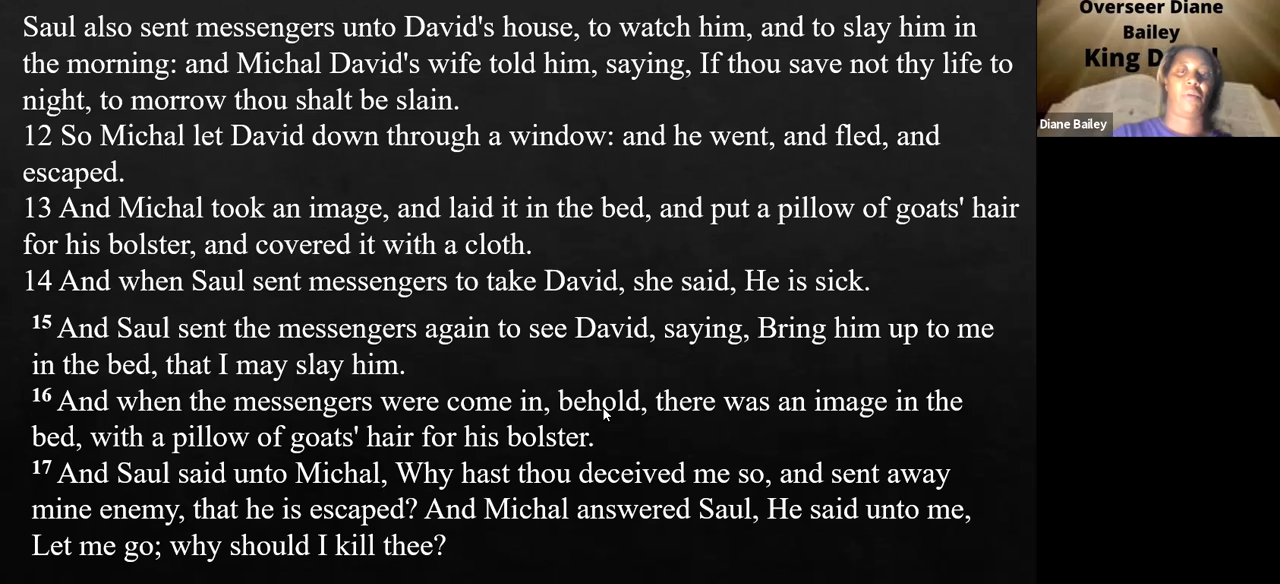 Saul also sent messengers unto David's house, to watch him, and to slay him in
the morning: and Michal David's wife told him, saying, If thou save not thy life to
night, to morrow thou shalt be slain.
12 So Michal let David down through a window: and he went, and fled, and
escaped.
13 And Michal took an image, and laid it in the bed, and put a pillow of goats' hair
for his bolster, and covered it with a cloth.
14 And when Saul sent messengers to take David, she said, He is sick.
15 And Saul sent the messengers again to see David, saying, Bring him up to me
in the bed, that I may slay him.
16 And when the messengers were come in, behold, there was an image in the
bed, with a pillow of goats' hair for his bolster.
17 And Saul said unto Michal, Why hast thou deceived me so, and sent away
mine enemy, that he is escaped? And Michal answered Saul, He said unto me,
Let me go; why should I kill thee?
Overseer Diane
Bailey
King
Diane Bailey